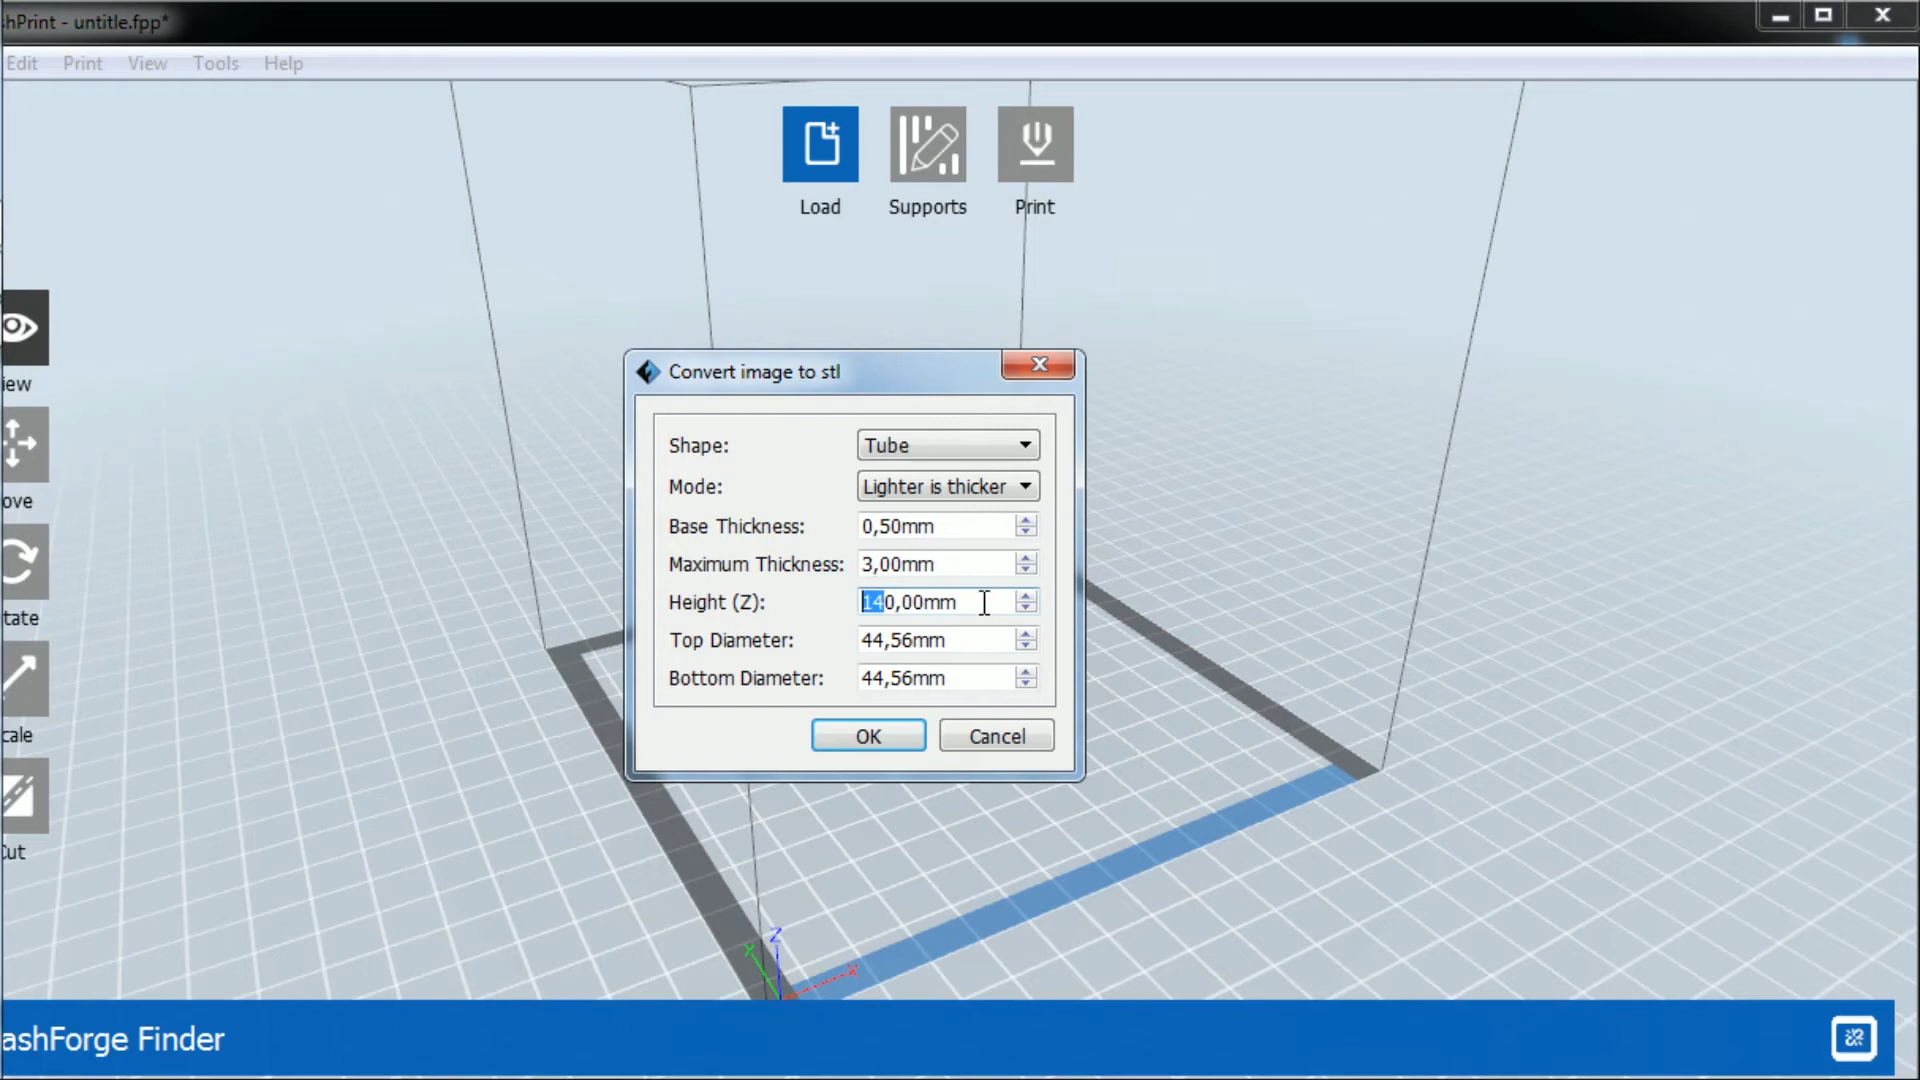 hPrint - untitle.fpp*
Edit Print View Tools Help
Load Supports Print
iew
ove
tate
cale
Cut
Convert image to stl
Shape: Tube
Mode: Lighter is thicker
Base Thickness: 0,50mm
Maximum Thickness: 3,00mm
Height (Z): 140,00mm
Top Diameter: 44,56mm
Bottom Diameter: 44,56mm
OK Cancel
Z
Y
X
ashForge Finder